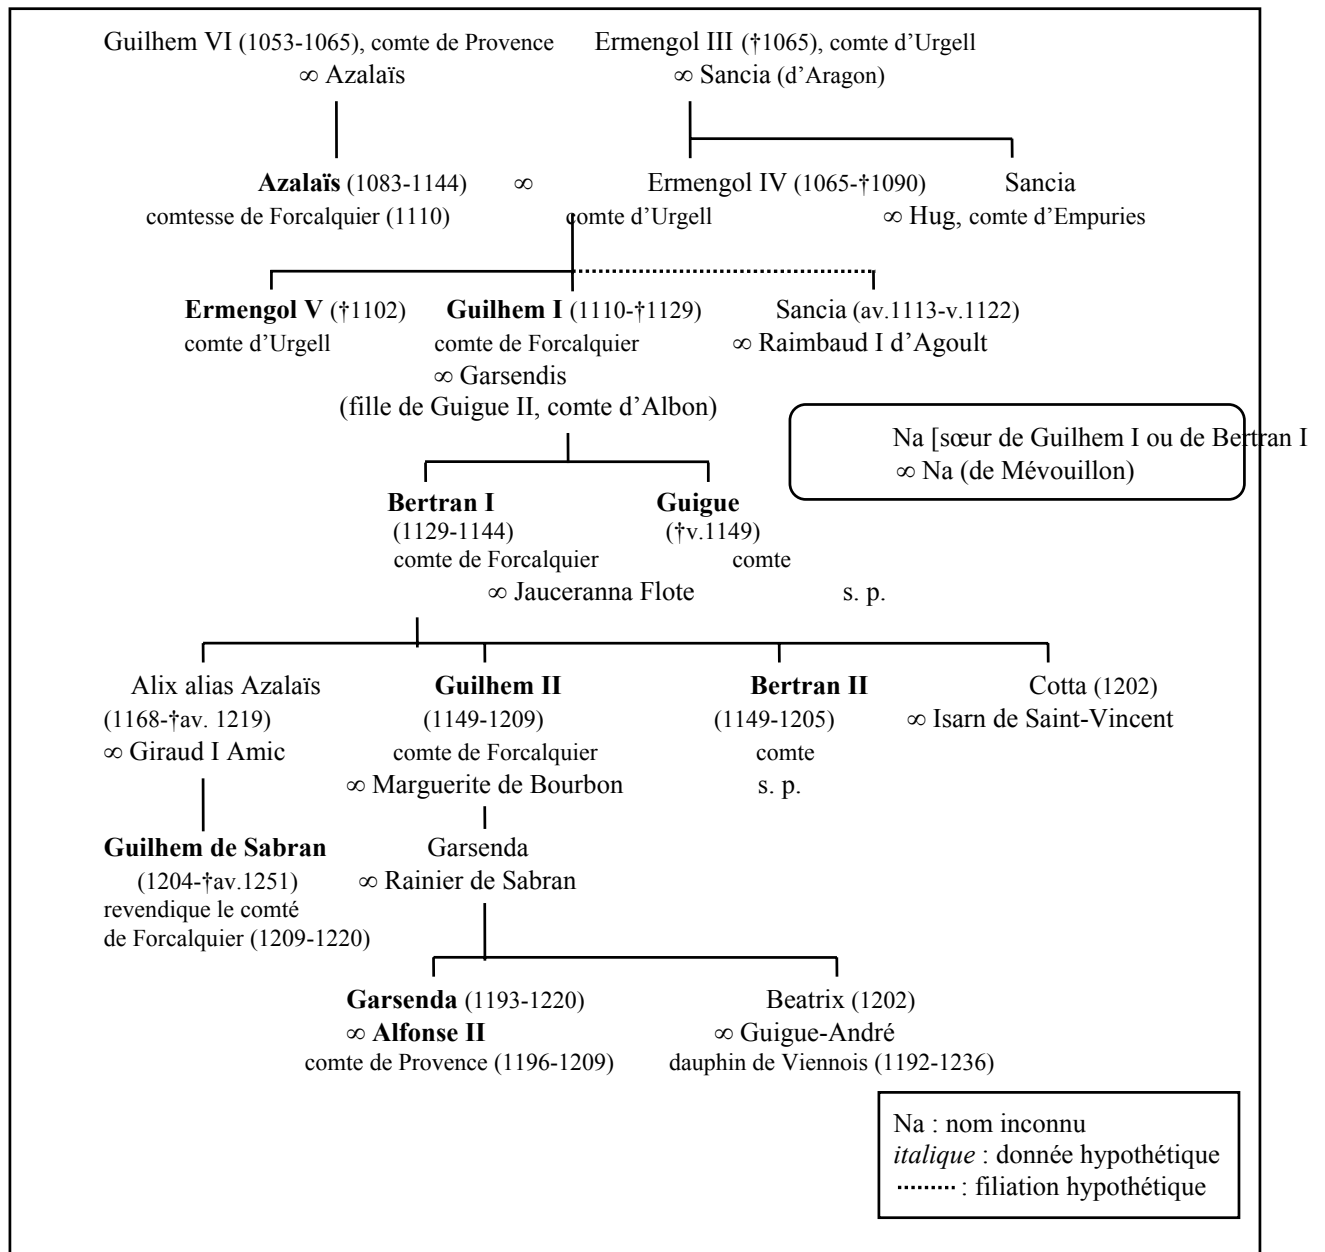 Guilhem VI (1053-1065), comte de Provence Ermengol III (†1065), comte d’Urgell
∞ Azalaïs ∞ Sancia (d’Aragon)
Azalaïs (1083-1144) ∞ Ermengol IV (1065-†1090) Sancia
comtesse de Forcalquier (1110) comte d’Urgell ∞ Hug, comte d’Empuries
Ermengol V (†1102) Guilhem I (1110-†1129) Sancia (av.1113-v.1122)
comte d’Urgell comte de Forcalquier ∞ Raimbaud I d’Agoult
∞ Garsendis
(fille de Guigue II, comte d’Albon)
Na [sœur de Guilhem I ou de Bertran I
∞ Na (de Mévouillon)
Bertran I Guigue
(1129-1144) (†v.1149)
comte de Forcalquier comte
∞ Jauceranna Flote s. p.
Alix alias Azalaïs Guilhem II Bertran II Cotta (1202)
(1168-†av. 1219) (1149-1209) (1149-1205) ∞ Isarn de Saint-Vincent
∞ Giraud I Amic comte de Forcalquier comte
∞ Marguerite de Bourbon s. p.
Guilhem de Sabran Garsenda
(1204-†av.1251) ∞ Rainier de Sabran
revendique le comté
de Forcalquier (1209-1220)
Garsenda (1193-1220) Beatrix (1202)
∞ Alfonse II ∞ Guigue-André
comte de Provence (1196-1209) dauphin de Viennois (1192-1236)
Na : nom inconnu
italique : donnée hypothétique
......... : filiation hypothétique